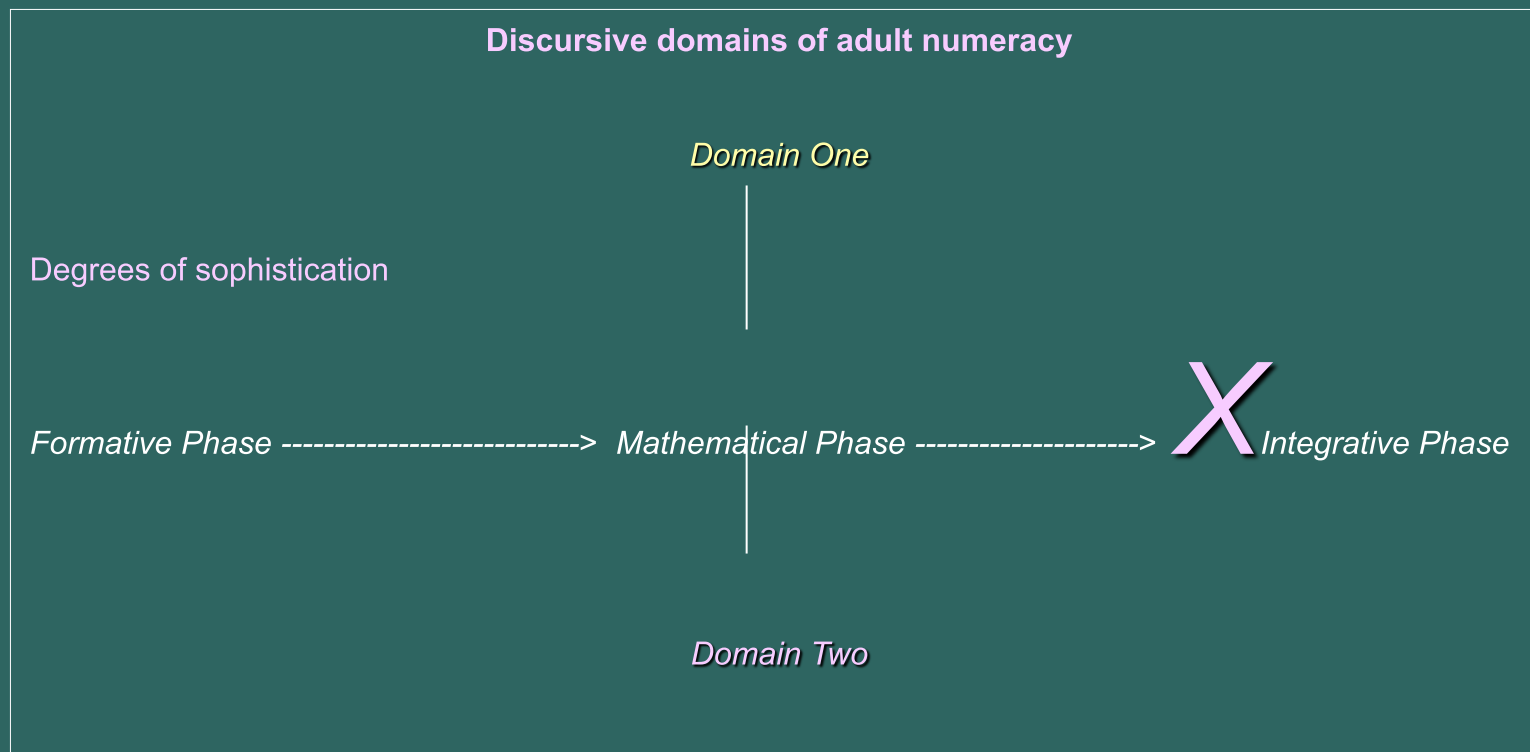 Discursive domains of adult numeracy
Domain One
Degrees of sophistication
Formative Phase ----------------------------> Mathematical Phase ---------------------> X Integrative Phase
Domain Two